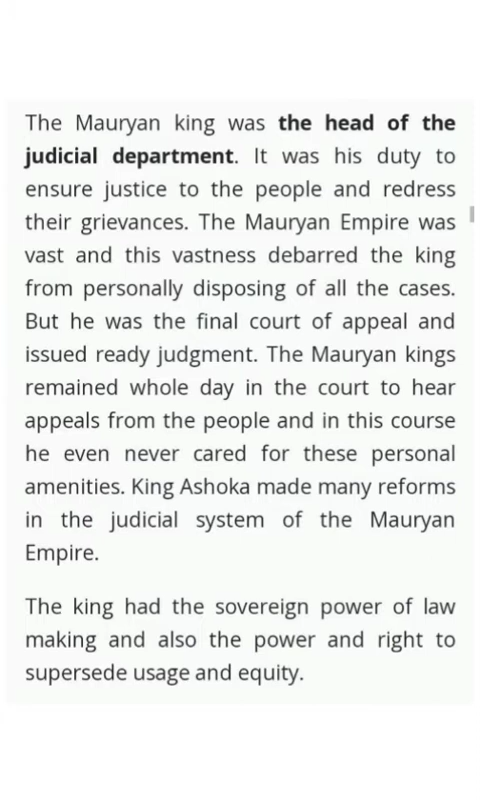 The Mauryan king was the head of the
judicial department. It was his duty to
ensure justice to the people and redress
their grievances. The Mauryan Empire was
vast and this vastness debarred the king
from personally disposing of all the cases.
But he was the final court of appeal and
issued ready judgment. The Mauryan kings
remained whole day in the court to hear
appeals from the people and in this course
he even never cared for these personal
amenities. King Ashoka made many reforms
in the judicial system of the Mauryan
Empire.
The king had the sovereign power of law
making and also the power and right to
supersede usage and equity.